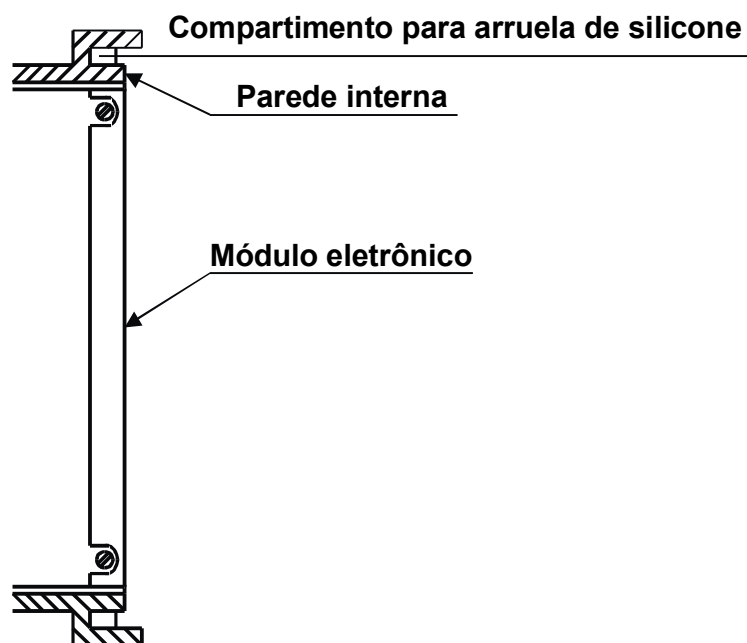 Compartimento para arruela de silicone
Parede interna
Módulo eletrônico